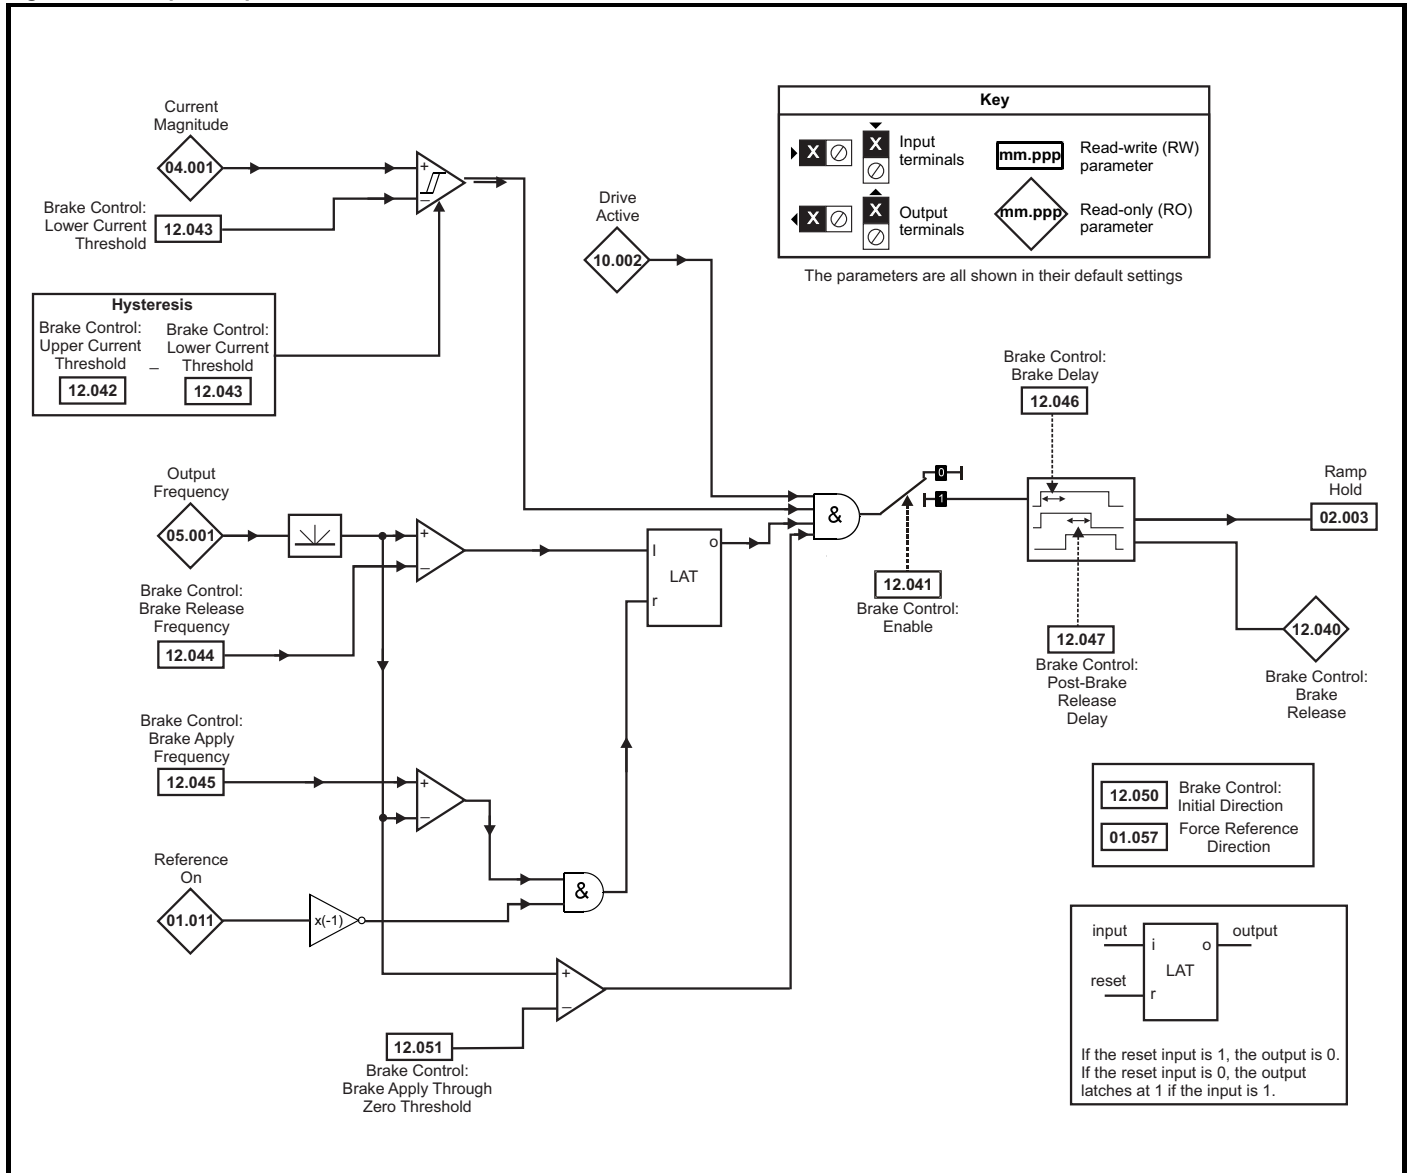 Current
Magnitude
04.001
+
–
Brake Control:
Lower Current
Threshold
12.043
Hysteresis
Brake Control:
Upper Current
Threshold
12.042
–
Brake Control:
Lower Current
Threshold
12.043
Drive
Active
10.002
Key
X
X
Input
terminals
mm.ppp
Read-write (RW)
parameter
X
X
Output
terminals
mm.ppp
Read-only (RO)
parameter
The parameters are all shown in their default settings
Output
Frequency
05.001
+
–
Brake Control:
Brake Release
Frequency
12.044
I
o
LAT
r
&
0
1
12.041
Brake Control:
Enable
Brake Control:
Brake Delay
12.046
12.047
Brake Control:
Post-Brake
Release
Delay
Ramp
Hold
02.003
12.040
Brake Control:
Brake
Release
Brake Control:
Brake Apply
Frequency
12.045
+
–
Reference
On
01.011
x(-1)
&
+
–
12.051
Brake Control:
Brake Apply Through
Zero Threshold
12.050
Brake Control:
Initial Direction
01.057
Force Reference
Direction
input
i
o
output
LAT
reset
r
If the reset input is 1, the output is 0.
If the reset input is 0, the output
latches at 1 if the input is 1.